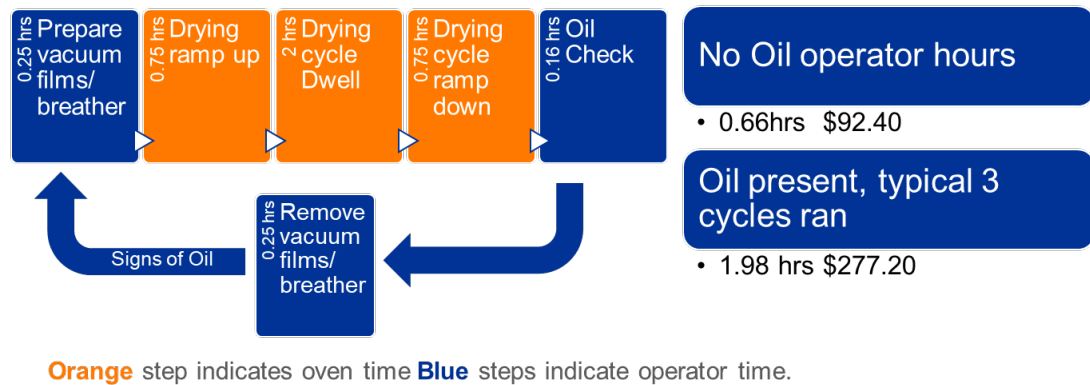 0.25 hrs
Prepare
vacuum
films/
breather
0.75 hrs
Drying
ramp up
2 hrs
Drying
cycle
Dwell
0.75 hrs
Drying
cycle
ramp
down
0.16 hrs
Oil
Check
No Oil operator hours
• 0.66hrs $92.40
Oil present, typical 3
cycles ran
• 1.98 hrs $277.20
0.25 hrs
Remove
vacuum
films/
breather
Signs of Oil
Orange step indicates oven time Blue steps indicate operator time.